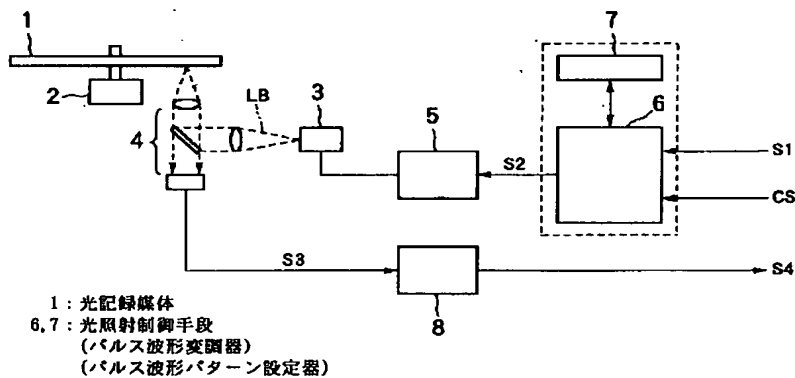 1
7
2
LB
3
6
4
5
S2
S1
CS
S3
S4
8
1：光記録媒体
6,7：光照射制御手段
(パルス波形変調器)
(パルス波形パターン設定器)